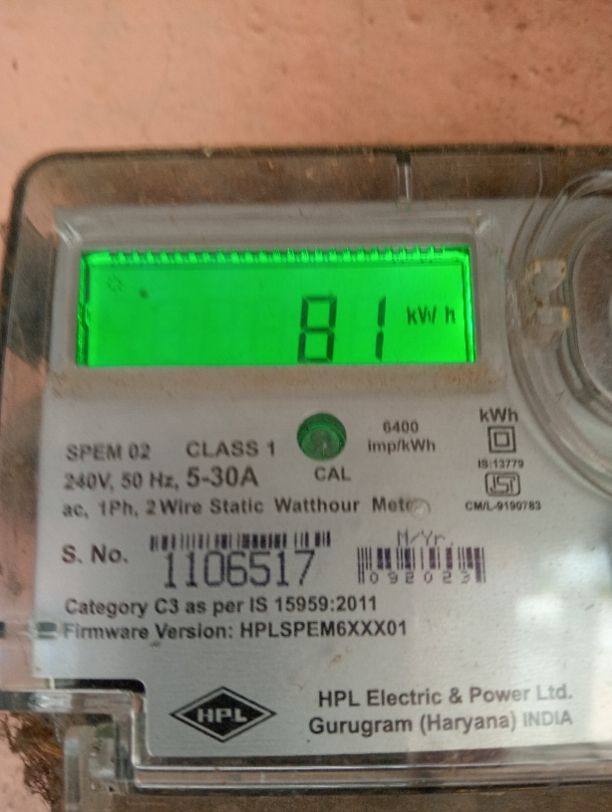 81 kWh
SPEM 02 CLASS 1
6400
imp/kWh
kWh
240V, 50 Hz, 5-30A
CAL
IS:13779
ISI
CM/L-9190783
ac, 1Ph, 2 Wire Static Watthour Meter
M/Yr.
S. No. 1106517
092023
Category C3 as per IS 15959:2011
Firmware Version: HPLSPEM6XXX01
HPL
HPL Electric & Power Ltd.
Gurugram (Haryana) INDIA